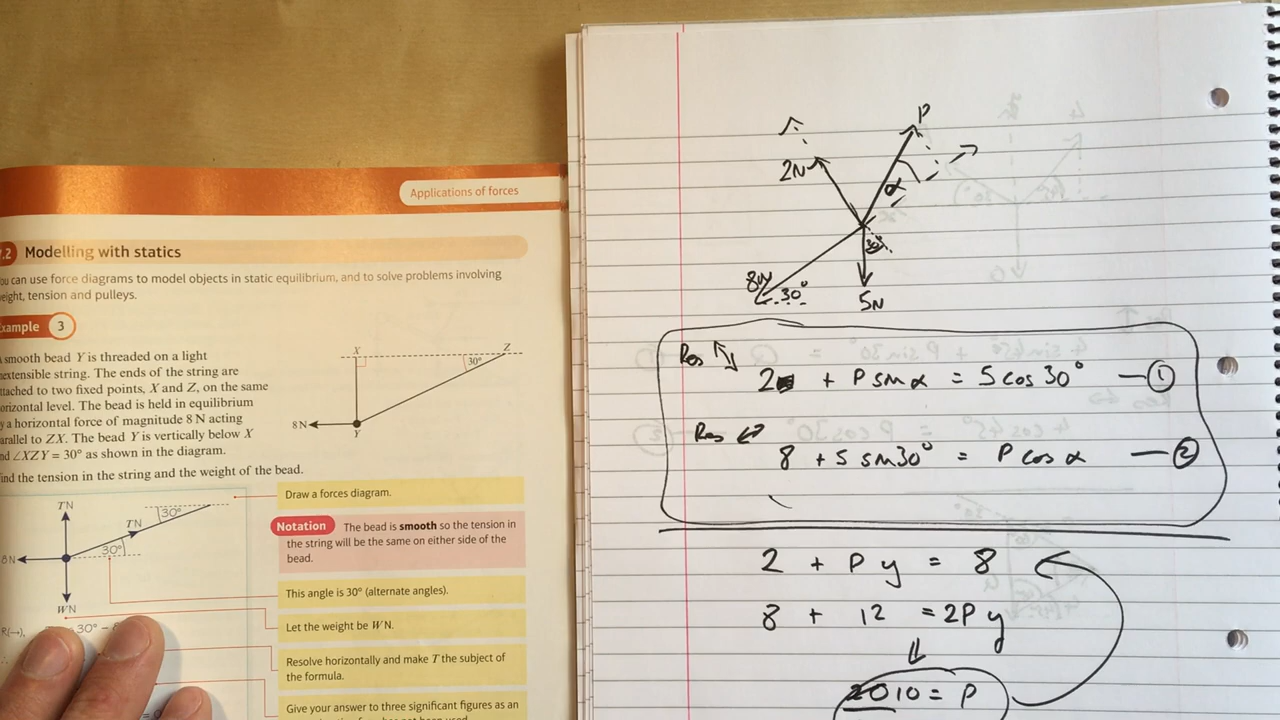 Applications of forces
.2 Modelling with statics
ou can use force diagrams to model objects in static equilibrium, and to solve problems involving
eight, tension and pulleys.
xample 3
smooth bead Y is threaded on a light
nextensible string. The ends of the string are
ttached to two fixed points, X and Z, on the same
orizontal level. The bead is held in equilibrium
y a horizontal force of magnitude 8 N acting
arallel to ZX. The bead Y is vertically below X
nd ∠XZY = 30° as shown in the diagram.
X
Z
30°
8 N
Y
ind the tension in the string and the weight of the bead.
TN
30°
TN
8N
30°
WN
Draw a forces diagram.
Notation The bead is smooth so the tension in
the string will be the same on either side of the
bead.
This angle is 30° (alternate angles).
Let the weight be W N.
R(→),
30° – 8
Resolve horizontally and make T the subject of
the formula.
Give your answer to three significant figures as an
P
2N
α
30°
8N
30°
5N
Res ↖↘
2 + P sin α = 5 cos 30° — ①
Res ↙↗
8 + 5 sin 30° = P cos α — ②
2 + P y = 8
8 + 12 = 2P y
↓
10 = P